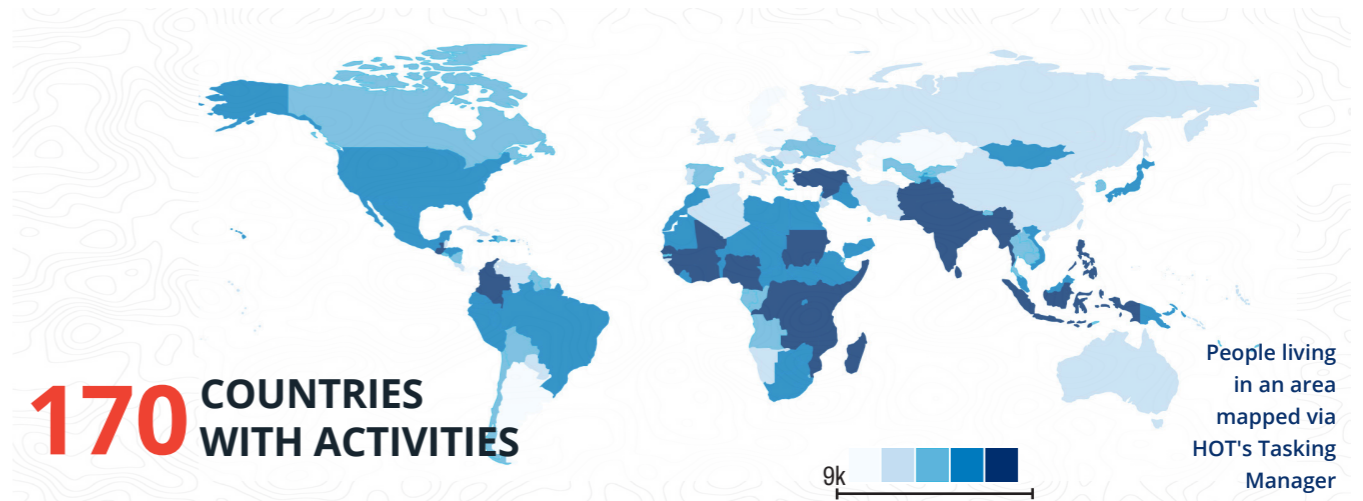 170 COUNTRIES
WITH ACTIVITIES
9k
People living
in an area
mapped via
HOT's Tasking
Manager